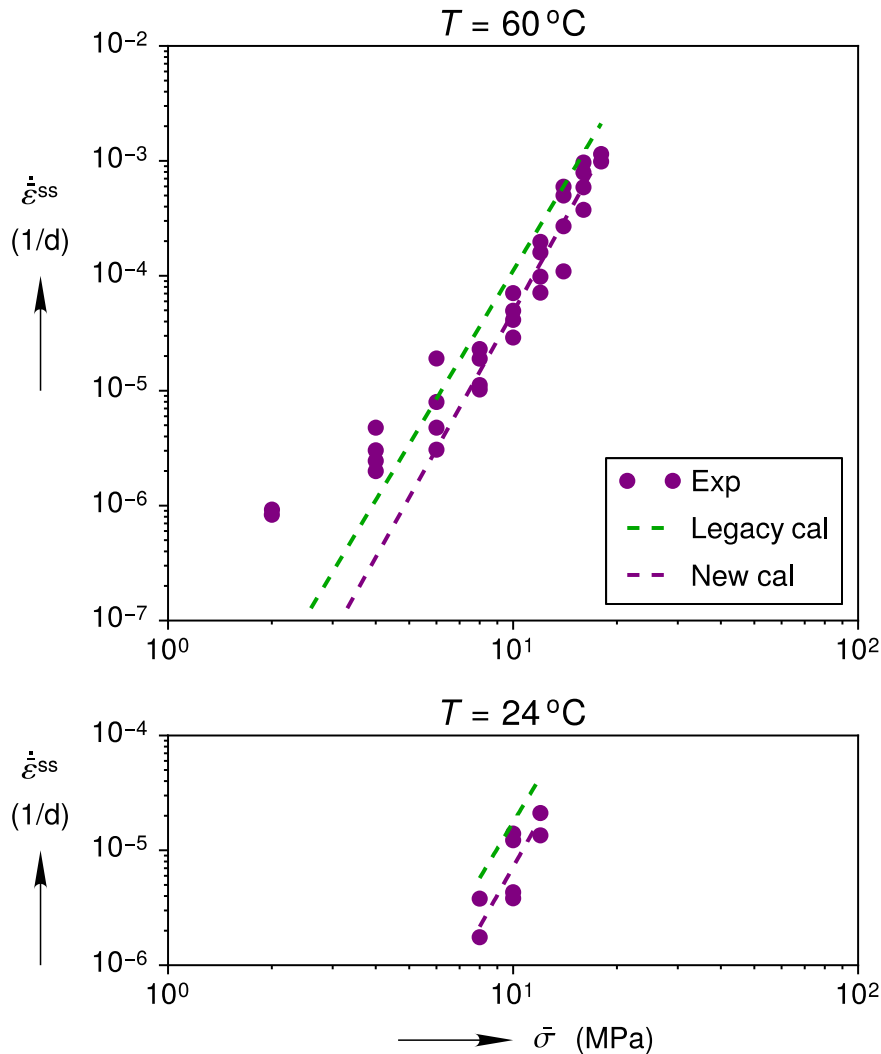 T = 60 °C
10⁻²
10⁻³
10⁻⁴
10⁻⁵
10⁻⁶
10⁻⁷
ε̇̄ˢˢ
(1/d)
Exp
Legacy cal
New cal
10⁰ 10¹ 10²
T = 24 °C
10⁻⁴
10⁻⁵
10⁻⁶
ε̇̄ˢˢ
(1/d)
10⁰ 10¹ 10²
σ̄ (MPa)